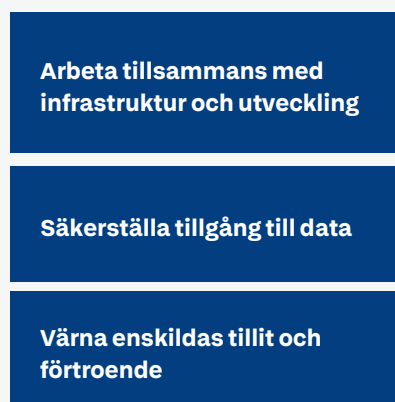 Arbeta tillsammans med
infrastruktur och utveckling
Säkerställa tillgång till data
Värna enskildas tillit och
förtroende